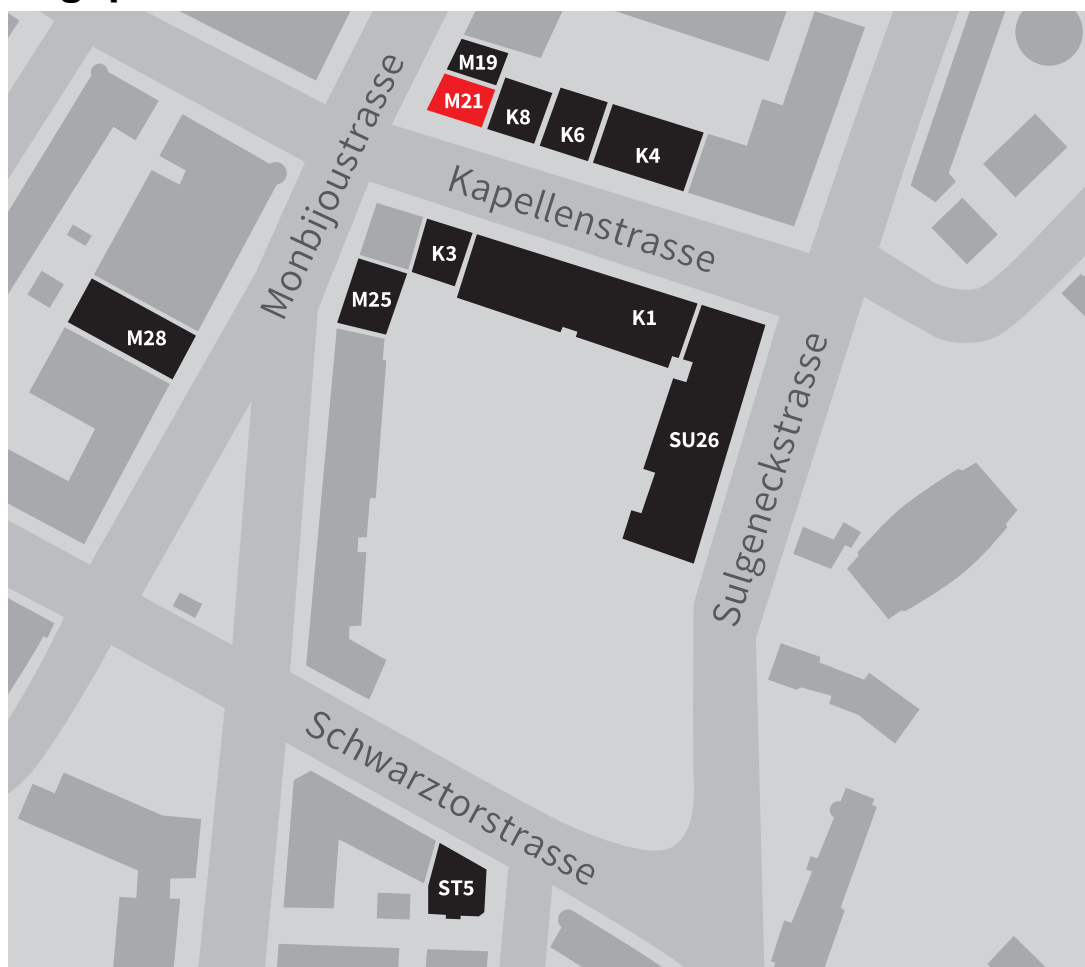 M19
M21
K8
K6
K4
Monbijoustrasse
Kapellenstrasse
K3
M25
K1
M28
SU26
Sulgeneckstrasse
Schwarztorstrasse
ST5